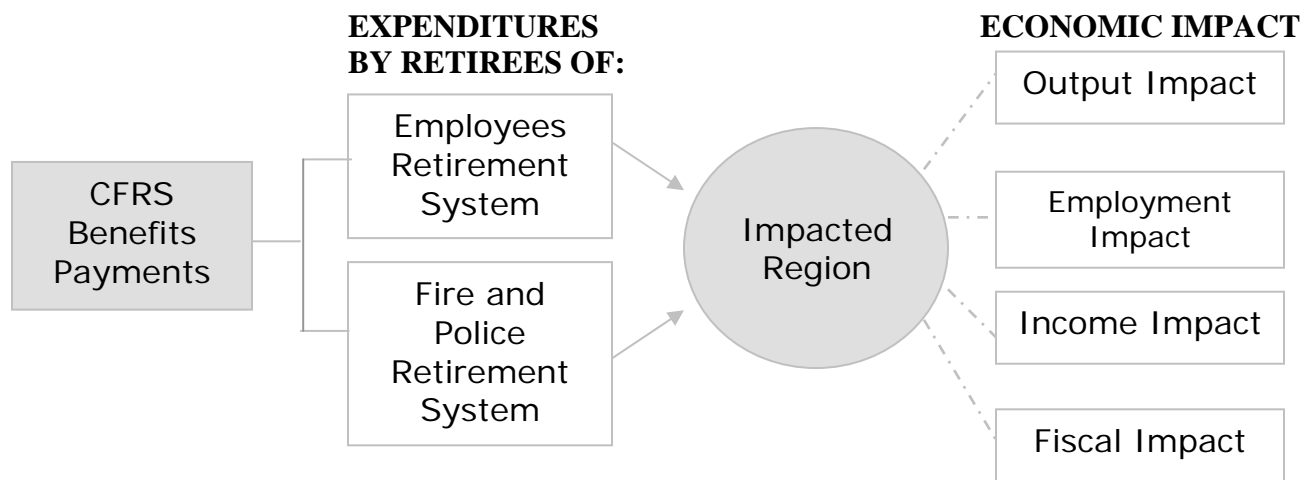 EXPENDITURES
BY RETIREES OF:
ECONOMIC IMPACT
CFRS
Benefits
Payments
Employees
Retirement
System
Fire and
Police
Retirement
System
Impacted
Region
Output Impact
Employment
Impact
Income Impact
Fiscal Impact